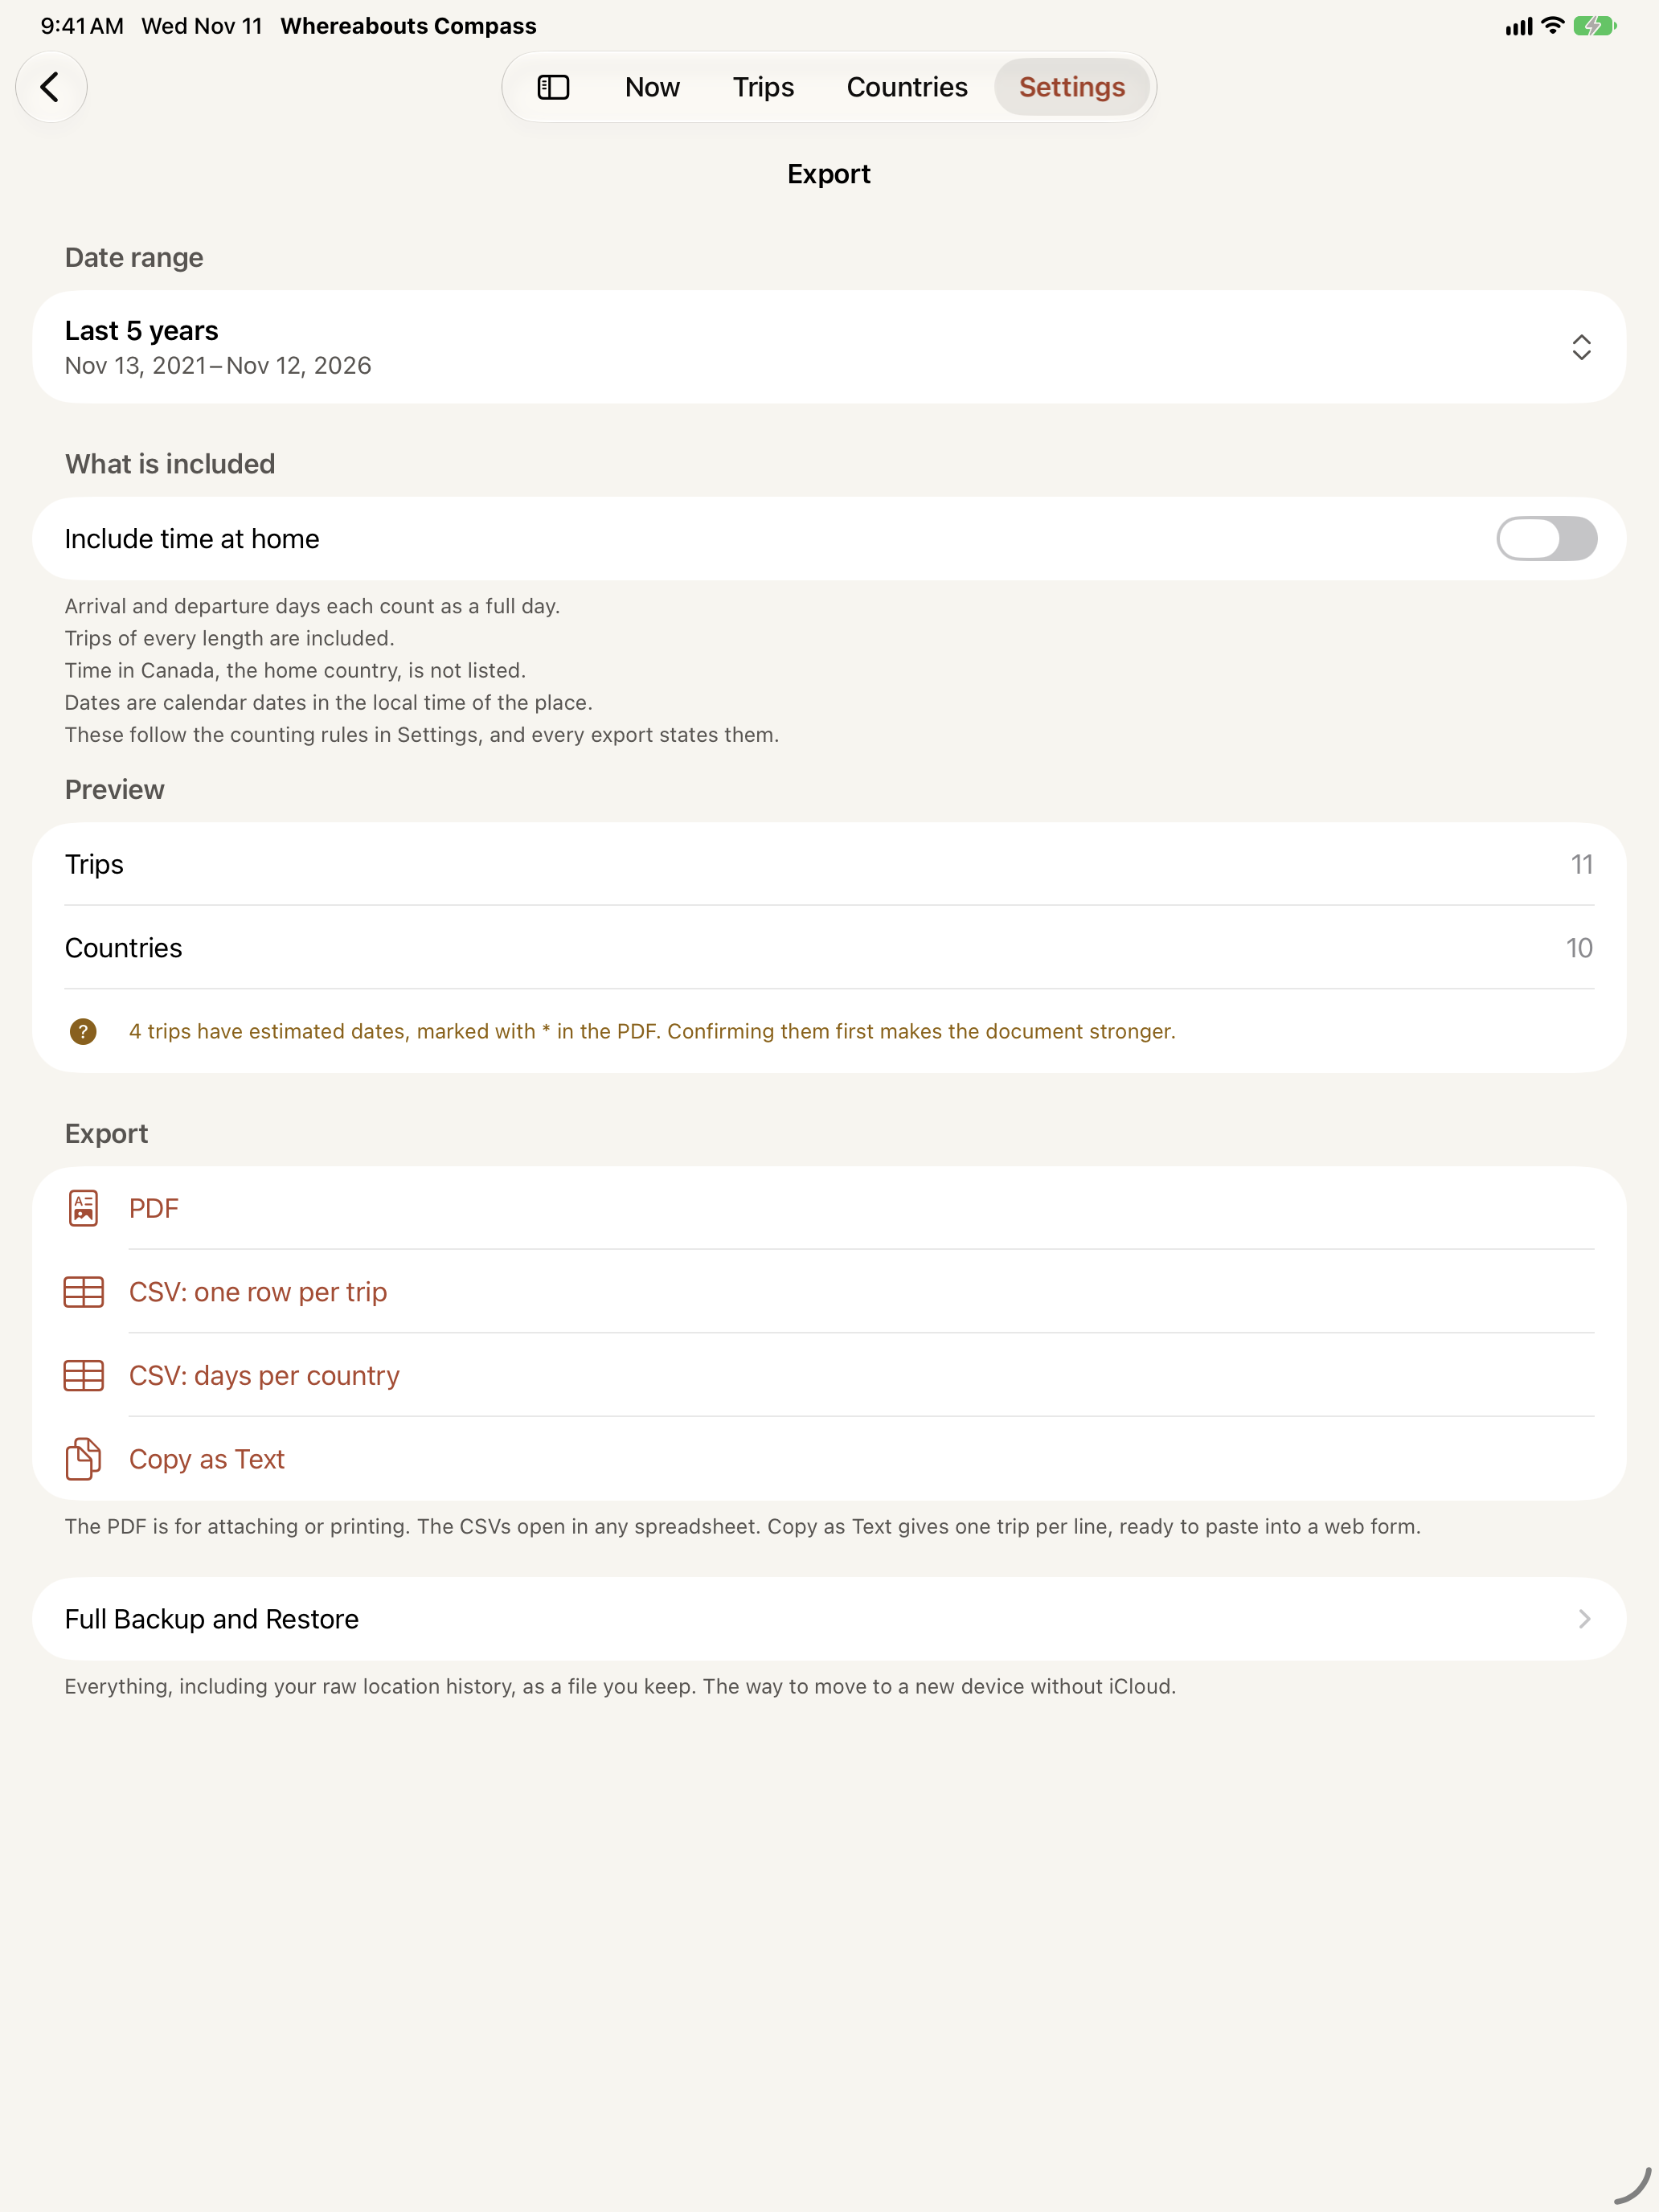 9:41 AM Wed Nov 11 Whereabouts Compass
Now Trips Countries Settings
Export
Date range
Last 5 years
Nov 13, 2021–Nov 12, 2026
What is included
Include time at home
Arrival and departure days each count as a full day.
Trips of every length are included.
Time in Canada, the home country, is not listed.
Dates are calendar dates in the local time of the place.
These follow the counting rules in Settings, and every export states them.
Preview
Trips 11
Countries 10
? 4 trips have estimated dates, marked with * in the PDF. Confirming them first makes the document stronger.
Export
PDF
CSV: one row per trip
CSV: days per country
Copy as Text
The PDF is for attaching or printing. The CSVs open in any spreadsheet. Copy as Text gives one trip per line, ready to paste into a web form.
Full Backup and Restore
Everything, including your raw location history, as a file you keep. The way to move to a new device without iCloud.